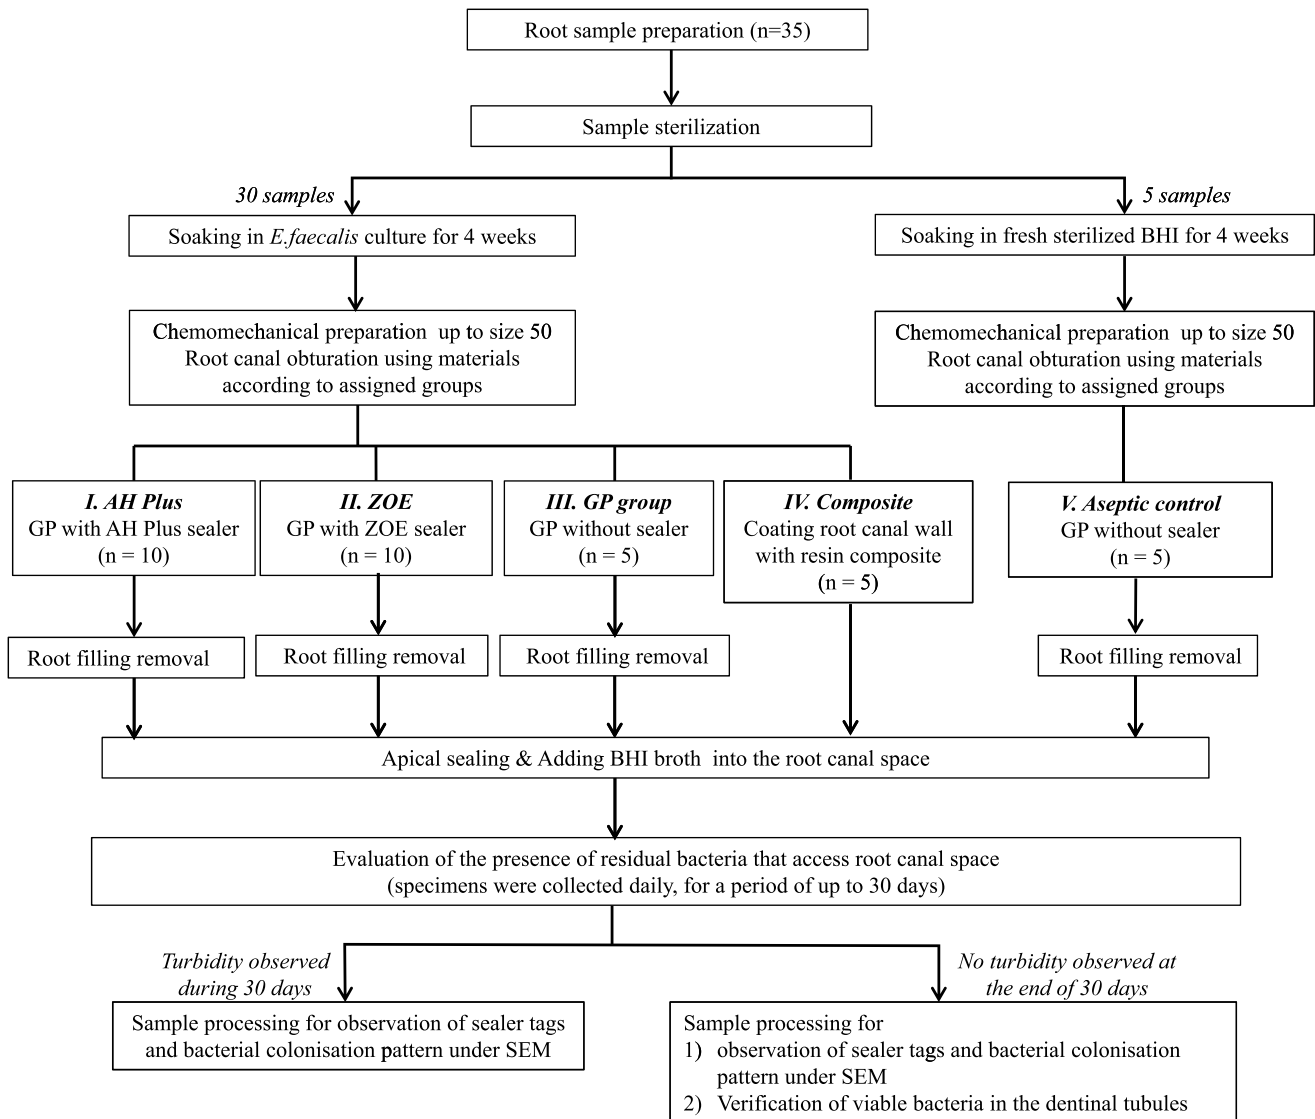 Root sample preparation (n=35)
Sample sterilization
30 samples
5 samples
Soaking in E.faecalis culture for 4 weeks
Soaking in fresh sterilized BHI for 4 weeks
Chemomechanical preparation up to size 50
Root canal obturation using materials
according to assigned groups
Chemomechanical preparation up to size 50
Root canal obturation using materials
according to assigned groups
I. AH Plus
GP with AH Plus sealer
(n = 10)
II. ZOE
GP with ZOE sealer
(n = 10)
III. GP group
GP without sealer
(n = 5)
IV. Composite
Coating root canal wall
with resin composite
(n = 5)
V. Aseptic control
GP without sealer
(n = 5)
Root filling removal
Root filling removal
Root filling removal
Root filling removal
Apical sealing & Adding BHI broth into the root canal space
Evaluation of the presence of residual bacteria that access root canal space
(specimens were collected daily, for a period of up to 30 days)
Turbidity observed
during 30 days
No turbidity observed at
the end of 30 days
Sample processing for observation of sealer tags
and bacterial colonisation pattern under SEM
Sample processing for
1) observation of sealer tags and bacterial colonisation
pattern under SEM
2) Verification of viable bacteria in the dentinal tubules